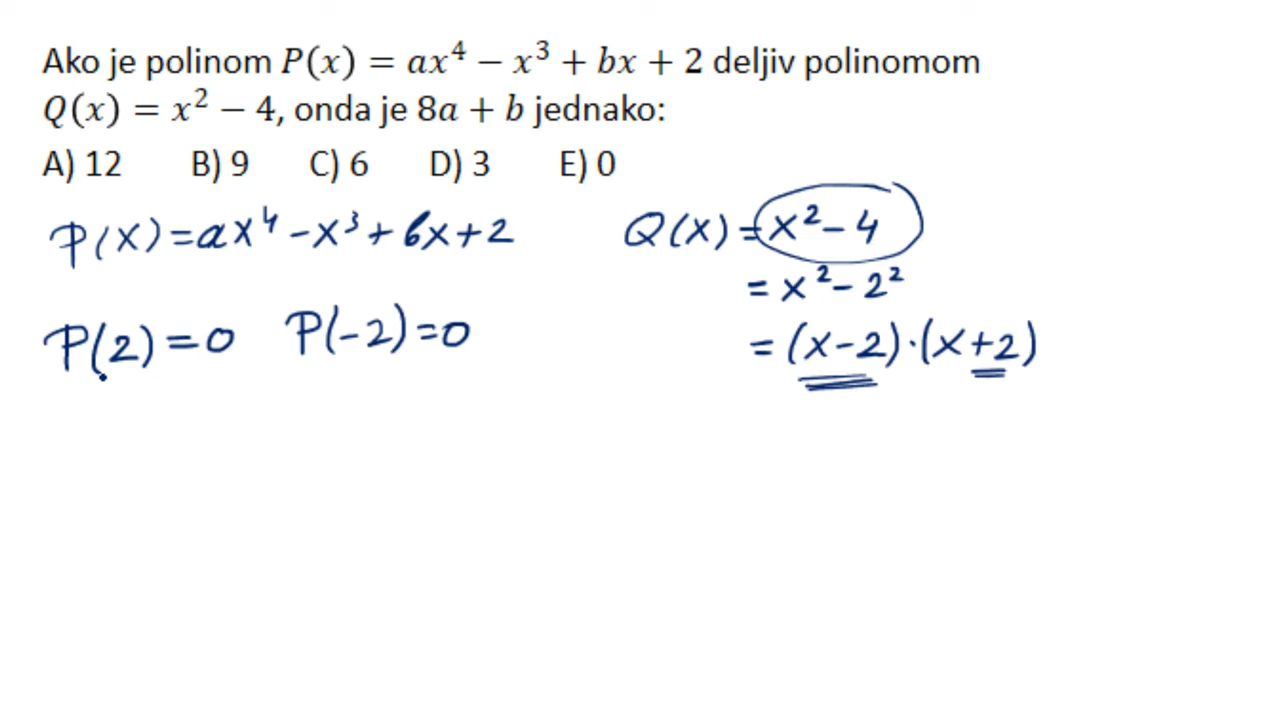 Ako je polinom P(x) = ax⁴ − x³ + bx + 2 deljiv polinomom
Q(x) = x² − 4, onda je 8a + b jednako:
A) 12 B) 9 C) 6 D) 3 E) 0
P(x)=ax⁴-x³+bx+2 Q(x)=x²-4
=x²-2²
P(2)=0 P(-2)=0 =(x-2)·(x+2)